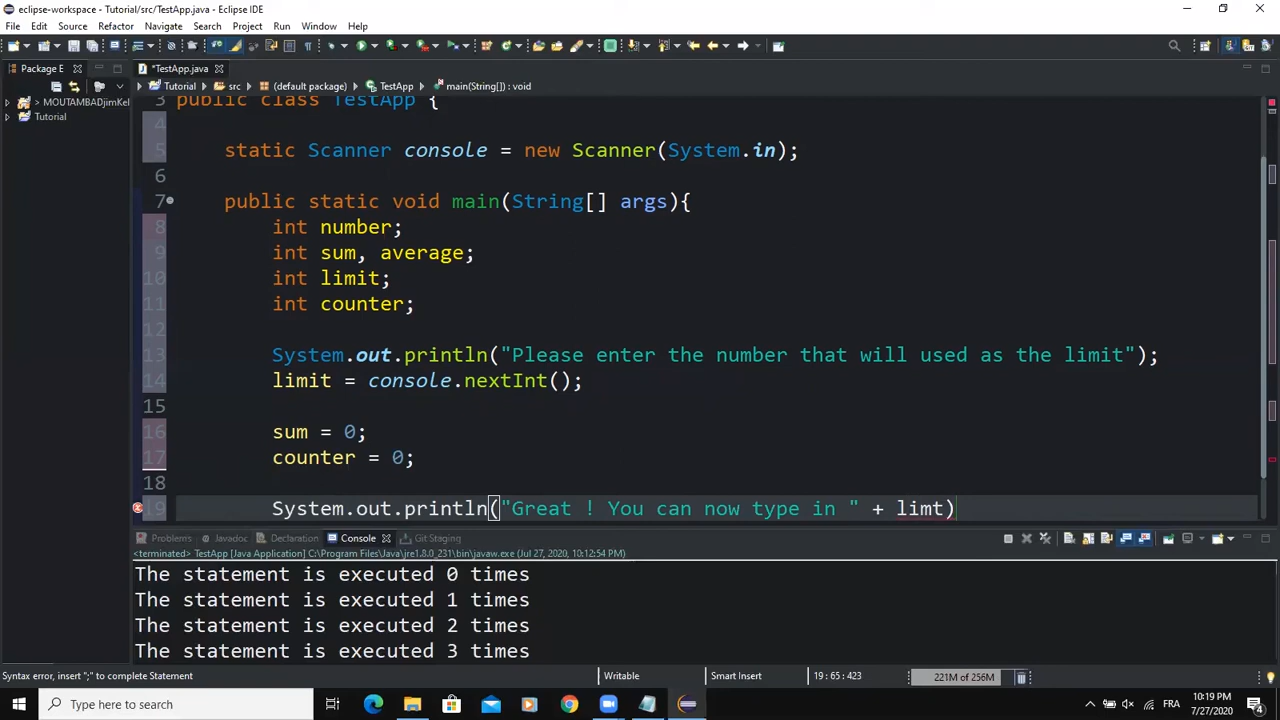 eclipse-workspace - Tutorial/src/TestApp.java - Eclipse IDE
File Edit Source Refactor Navigate Search Project Run Window Help
Package E
*TestApp.java
Tutorial src (default package) TestApp main(String[]) : void
> MOUTAMBADjimKel
Tutorial
3 public class TestApp {
4
5 static Scanner console = new Scanner(System.in);
6
7 public static void main(String[] args){
8 int number;
9 int sum, average;
10 int limit;
11 int counter;
12
13 System.out.println("Please enter the number that will used as the limit");
14 limit = console.nextInt();
15
16 sum = 0;
17 counter = 0;
18
19 System.out.println("Great ! You can now type in " + limt)
Problems Javadoc Declaration Console Git Staging
<terminated> TestApp [Java Application] C:\Program Files\Java\jre1.8.0_231\bin\javaw.exe (Jul 27, 2020, 10:12:54 PM)
The statement is executed 0 times
The statement is executed 1 times
The statement is executed 2 times
The statement is executed 3 times
Syntax error, insert ";" to complete Statement Writable Smart Insert 19 : 65 : 423 221M of 256M
Type here to search
FRA
10:19 PM
7/27/2020
4